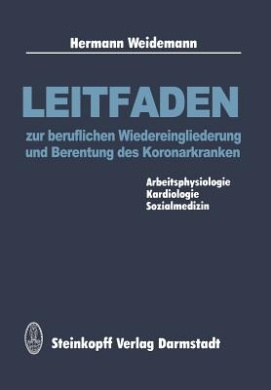 Hermann Weidemann
LEITFADEN
zur beruflichen Wiedereingliederung
und Berentung des Koronarkranken
Arbeitsphysiologie
Kardiologie
Sozialmedizin
Steinkopff Verlag Darmstadt